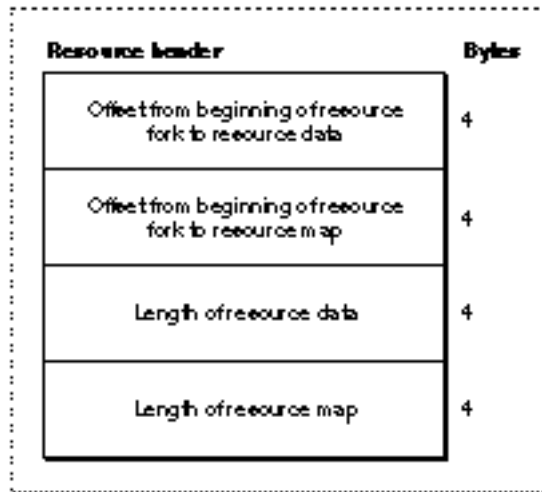 Resource header Bytes
Offset from beginning of resource
fork to resource data
4
Offset from beginning of resource
fork to resource map
4
Length of resource data 4
Length of resource map 4